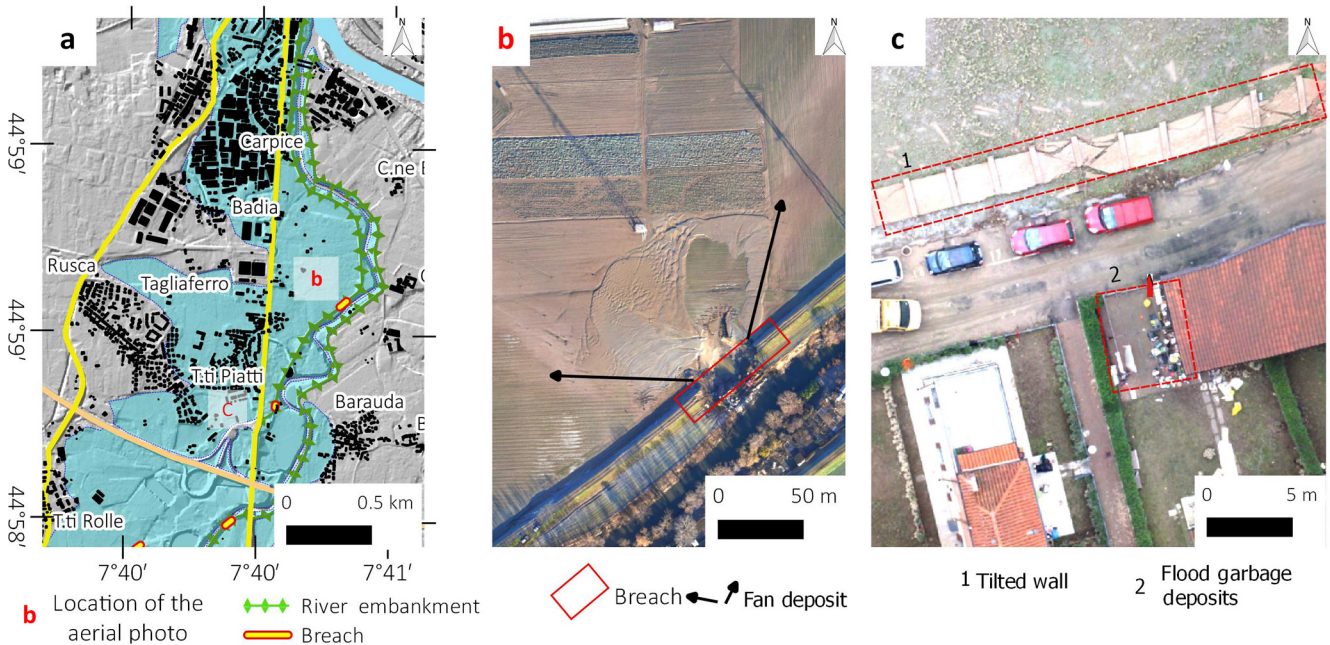 a
N
44°59′
44°59′
44°58′
Carpice
C.ne
Badia
Rusca
Tagliaferro
T.ti Piatti
b
C
Barauda
T.ti Rolle
0 0.5 km
7°40′ 7°40′ 7°41′
b Location of the
aerial photo
River embankment
Breach
b
N
0 50 m
Breach
Fan deposit
c
N
1
2
0 5 m
1 Tilted wall
2 Flood garbage
deposits